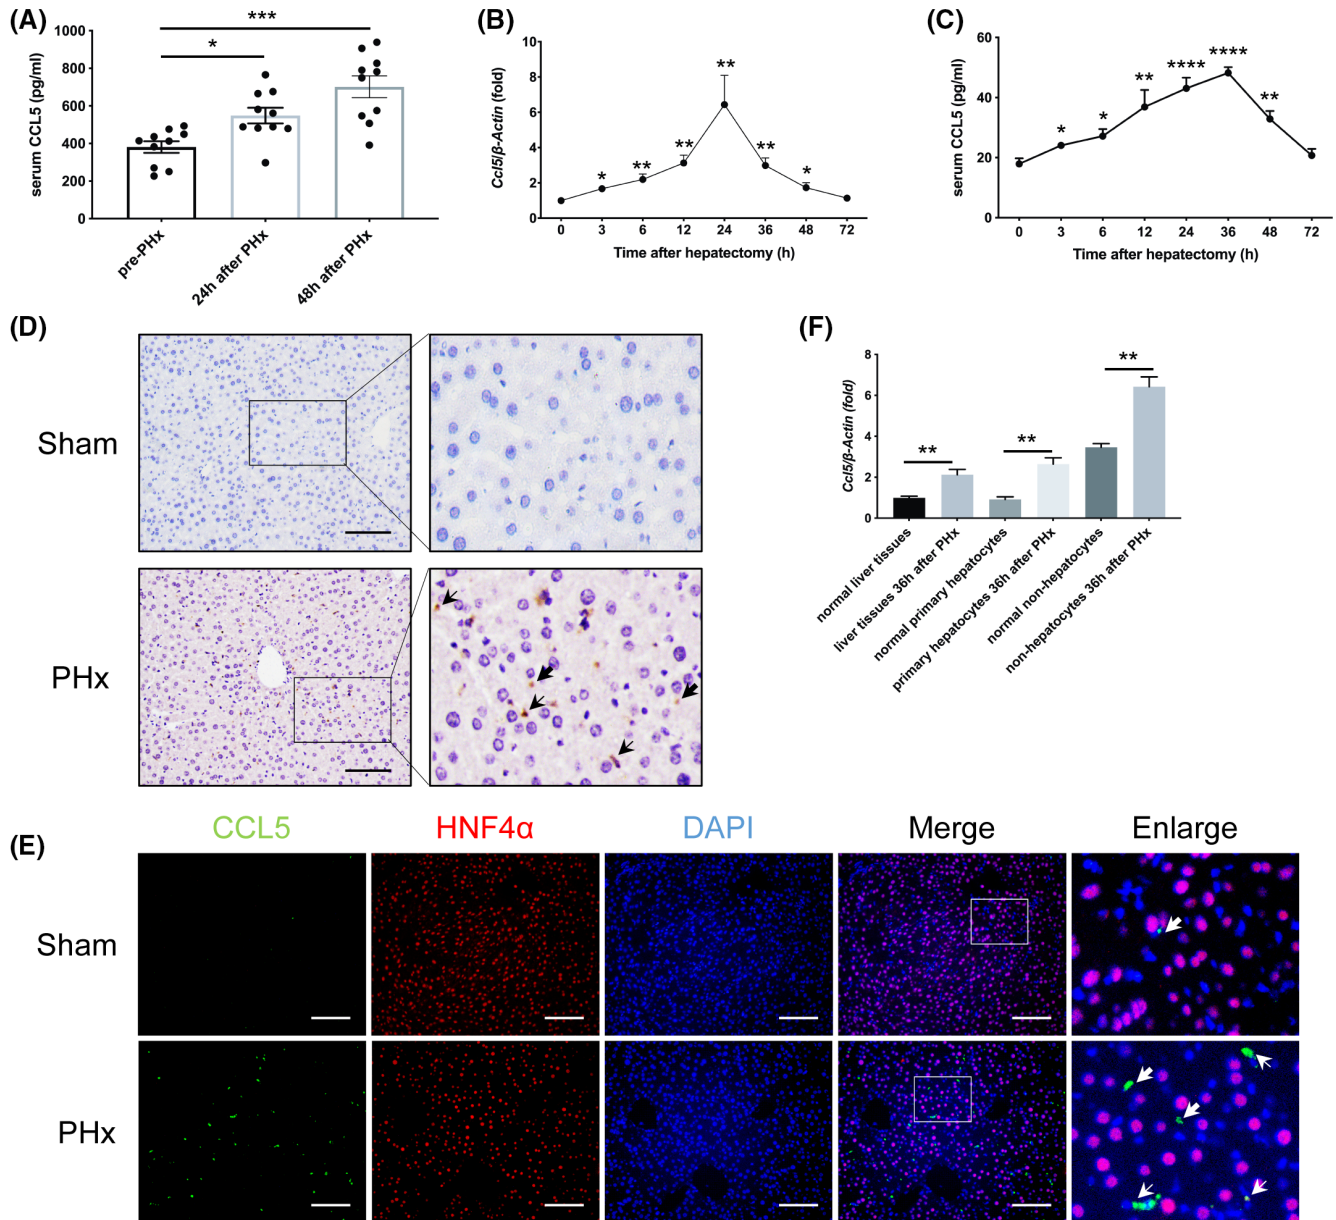 (A)
serum CCL5 (pg/ml)
1000
800
600
400
200
0
***
*
pre-PHx
24h after PHx
48h after PHx
(B)
Ccl5/β-Actin (fold)
10
8
6
4
2
0
*
**
**
**
**
*
0 3 6 12 24 36 48 72
Time after hepatectomy (h)
(C)
serum CCL5 (pg/ml)
60
40
20
0
*
*
**
****
****
**
0 3 6 12 24 36 48 72
Time after hepatectomy (h)
(D)
Sham
PHx
(F)
Ccl5/β-Actin (fold)
8
6
4
2
0
**
**
**
normal liver tissues
liver tissues 36h after PHx
normal primary hepatocytes
primary hepatocytes 36h after PHx
normal non-hepatocytes
non-hepatocytes 36h after PHx
(E)
CCL5 HNF4α DAPI Merge Enlarge
Sham
PHx